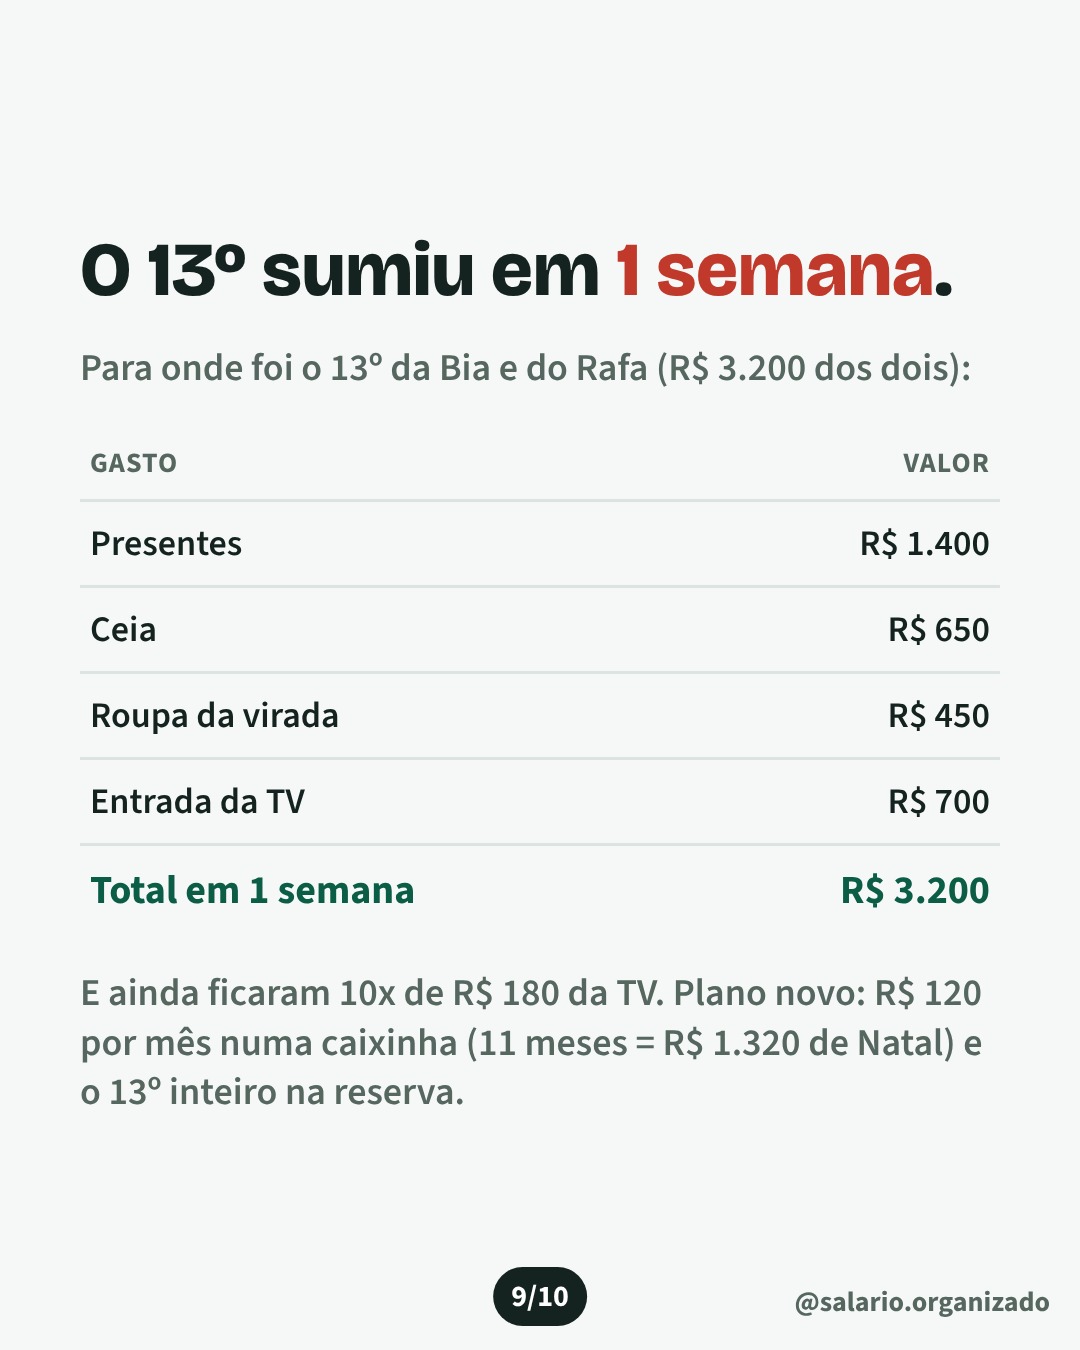 O 13º sumiu em 1 semana.
Para onde foi o 13º da Bia e do Rafa (R$ 3.200 dos dois):
GASTO VALOR
Presentes R$ 1.400
Ceia R$ 650
Roupa da virada R$ 450
Entrada da TV R$ 700
Total em 1 semana R$ 3.200
E ainda ficaram 10x de R$ 180 da TV. Plano novo: R$ 120
por mês numa caixinha (11 meses = R$ 1.320 de Natal) e
o 13º inteiro na reserva.
9/10
@salario.organizado